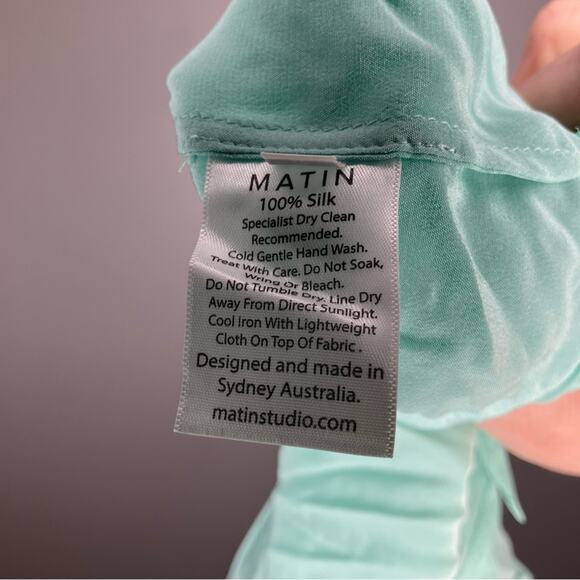 MATIN
100% Silk
Specialist Dry Clean
Recommended.
Cold Gentle Hand Wash.
Treat With Care. Do Not Soak,
Wring Or Bleach.
Do Not Tumble Dry. Line Dry
Away From Direct Sunlight.
Cool Iron With Lightweight
Cloth On Top Of Fabric .
Designed and made in
Sydney Australia.
matinstudio.com